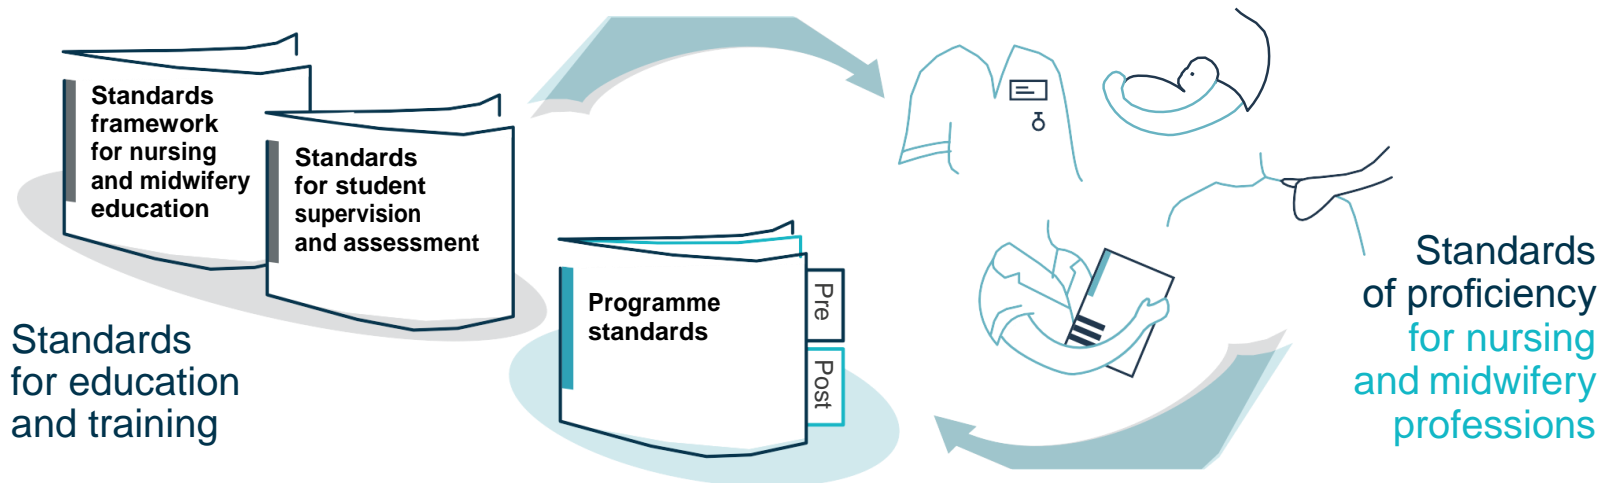 Standards
framework
for nursing
and midwifery
education
Standards
for student
supervision
and assessment
Programme
standards
Pre
Post
Standards
for education
and training
Standards
of proficiency
for nursing
and midwifery
professions